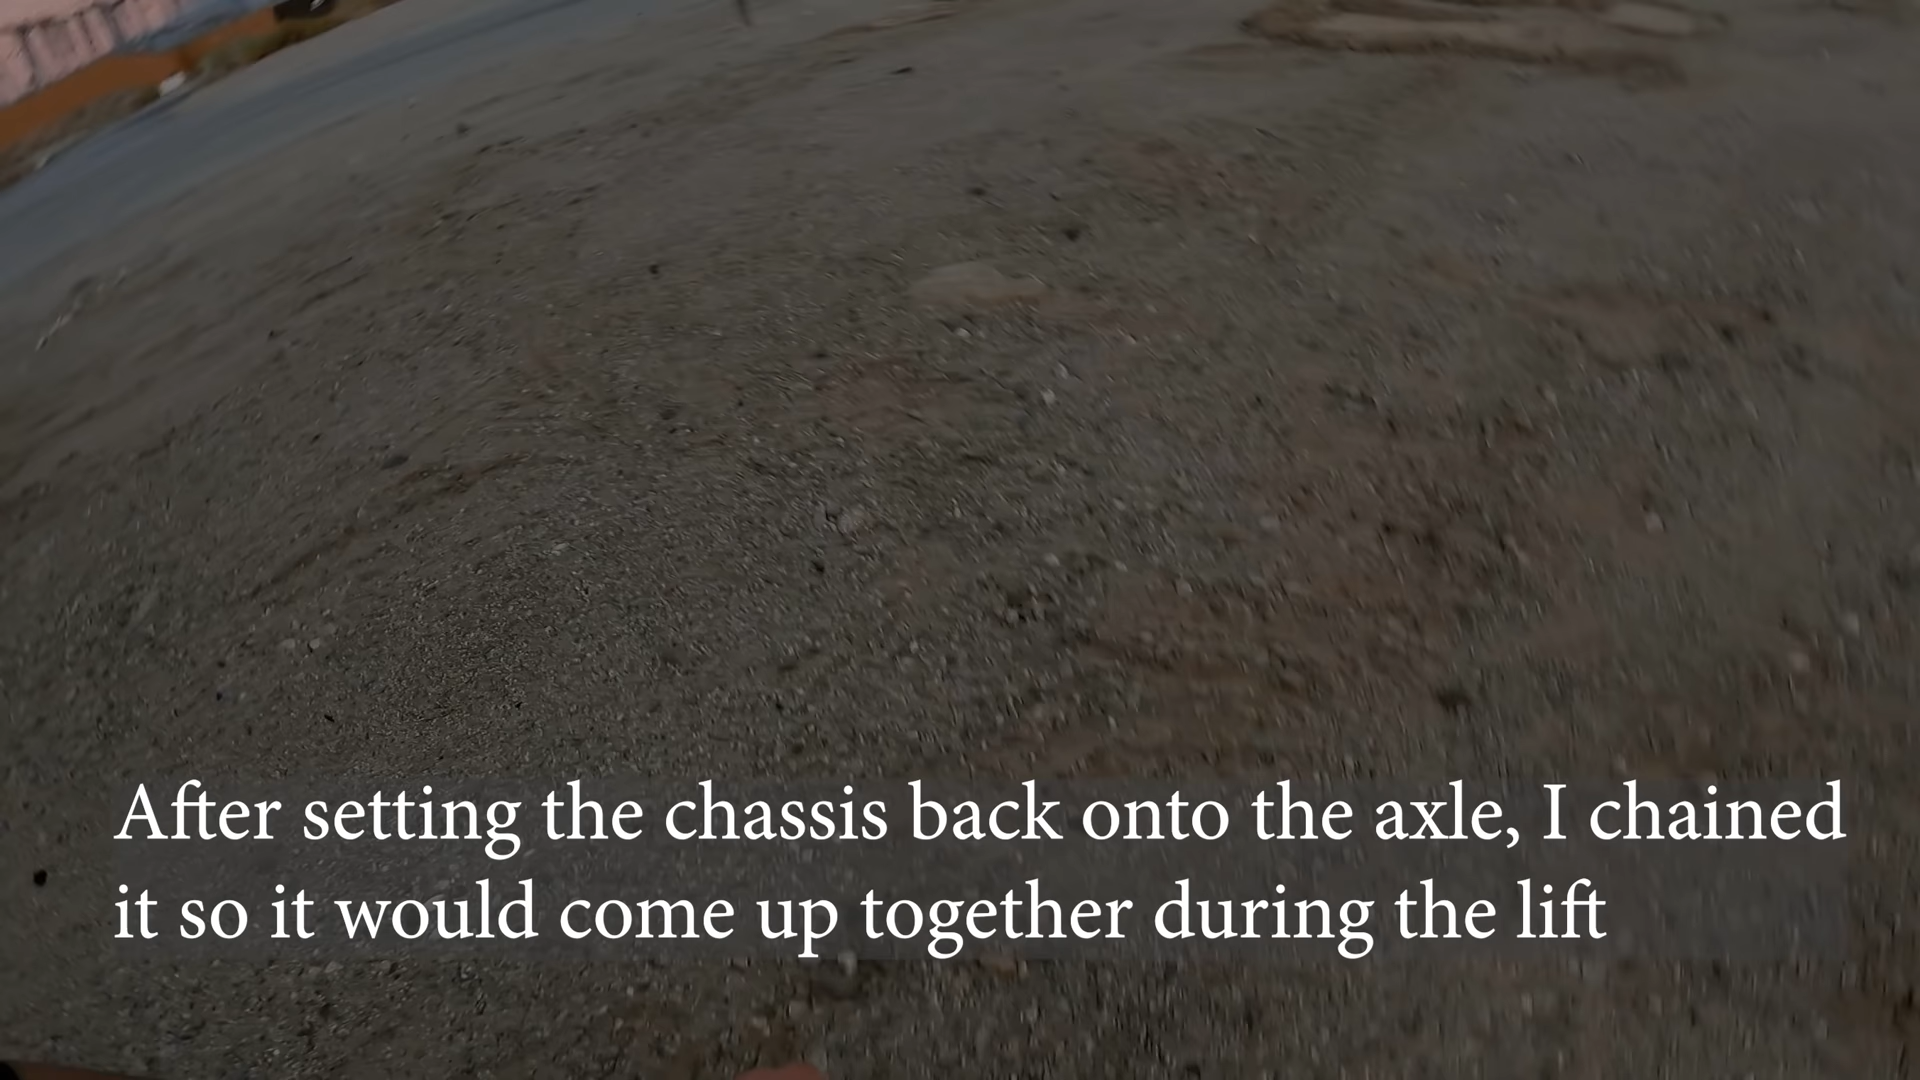 After setting the chassis back onto the axle, I chained
it so it would come up together during the lift